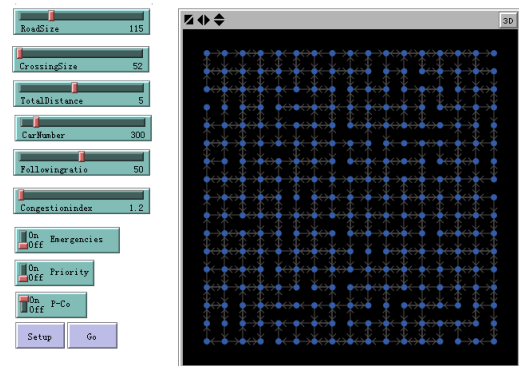 3D
RoadSize 115
CrossingSize 52
TotalDistance 5
CarNumber 300
Followingratio 50
Congestionindex 1.2
On
Off Emergencies
On
Off Priority
On
Off P-Co
Setup Go